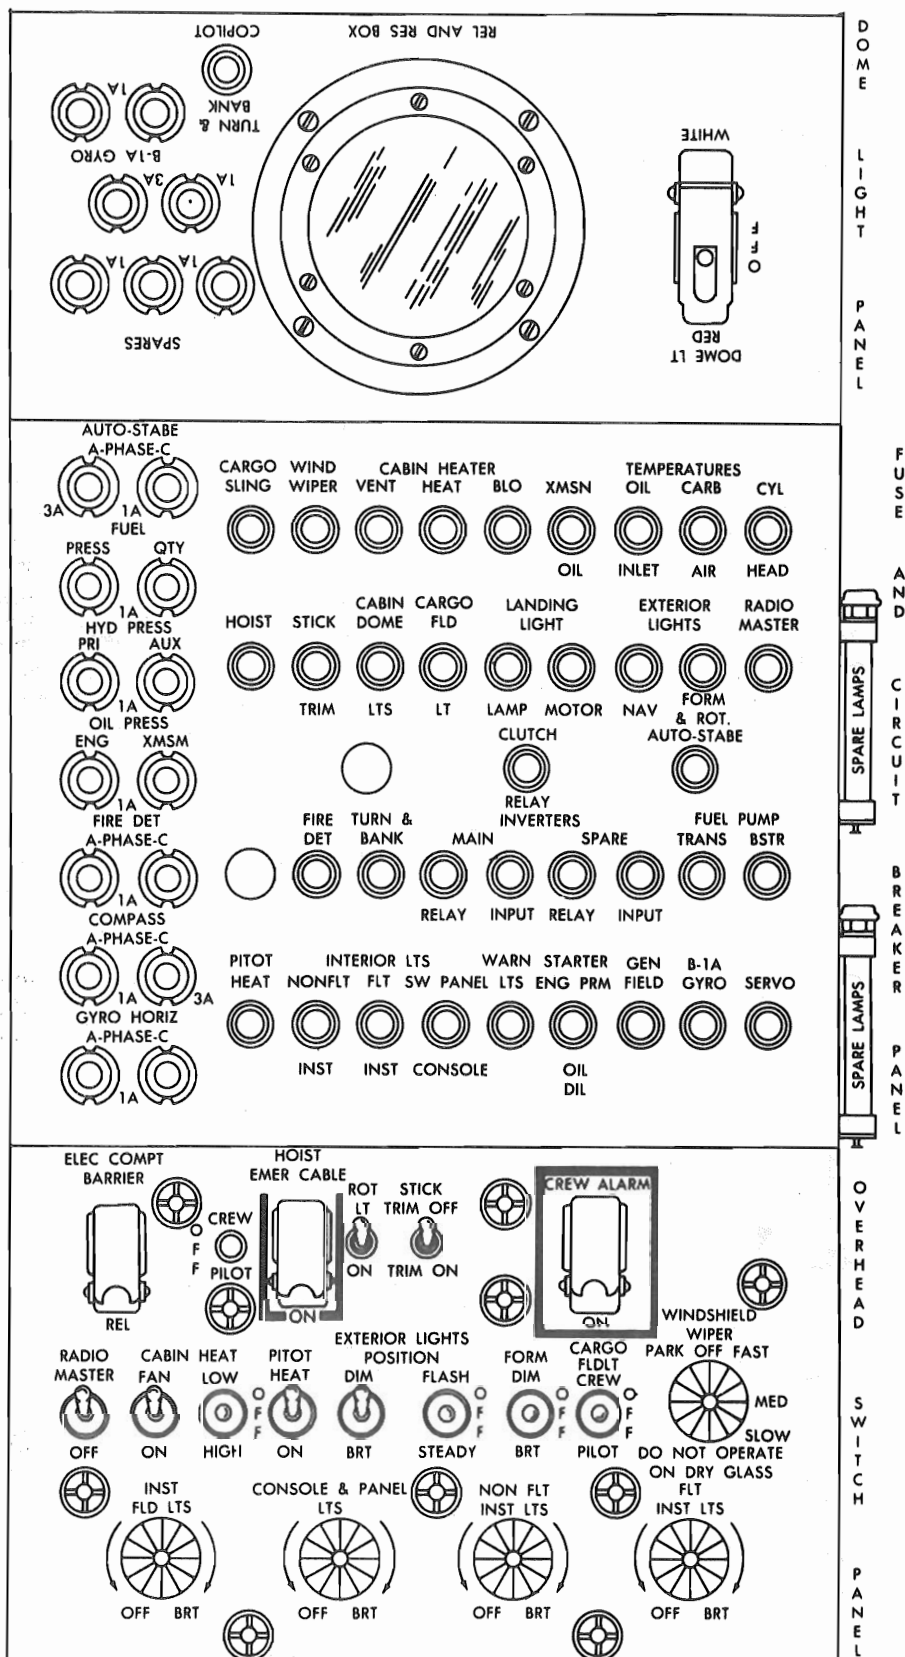 COPILOT
REL AND RES BOX
TURN &
BANK
1A
B-1A GYRO
WHITE
3A 1A
O
F
F
1A 1A
SPARES
RED
DOME LT
DOME LIGHT PANEL
AUTO-STABE
A-PHASE-C
3A 1A
FUEL
PRESS QTY
1A
HYD PRESS
PRI AUX
1A
OIL PRESS
ENG XMSM
1A
FIRE DET
A-PHASE-C
1A
COMPASS
A-PHASE-C
1A 3A
GYRO HORIZ
A-PHASE-C
1A
CARGO WIND CABIN HEATER TEMPERATURES
SLING WIPER VENT HEAT BLO XMSN OIL CARB CYL
OIL INLET AIR HEAD
CABIN CARGO LANDING EXTERIOR RADIO
HOIST STICK DOME FLD LIGHT LIGHTS MASTER
TRIM LTS LT LAMP MOTOR NAV FORM
& ROT.
CLUTCH AUTO-STABE
RELAY
FIRE TURN & INVERTERS FUEL PUMP
DET BANK MAIN SPARE TRANS BSTR
RELAY INPUT RELAY INPUT
PITOT INTERIOR LTS WARN STARTER GEN B-1A
HEAT NONFLT FLT SW PANEL LTS ENG PRM FIELD GYRO SERVO
INST INST CONSOLE OIL
DIL
SPARE LAMPS
SPARE LAMPS
FUSE AND CIRCUIT BREAKER PANEL
ELEC COMPT
BARRIER
REL
O
F
F
CREW
PILOT
HOIST
EMER CABLE
ON
ROT
LT
ON
STICK
TRIM OFF
TRIM ON
CREW ALARM
ON
WINDSHIELD
WIPER
PARK OFF FAST
MED
SLOW
DO NOT OPERATE
ON DRY GLASS
RADIO
MASTER
OFF
CABIN HEAT
FAN LOW
ON HIGH
O
F
F
PITOT
HEAT
ON
EXTERIOR LIGHTS
POSITION
DIM FLASH
BRT STEADY
O
F
F
FORM
DIM
BRT
O
F
F
CARGO
FLDLT
CREW
PILOT
O
F
F
INST
FLD LTS
OFF BRT
CONSOLE & PANEL
LTS
OFF BRT
NON FLT
INST LTS
OFF BRT
FLT
INST LTS
OFF BRT
OVERHEAD SWITCH PANEL